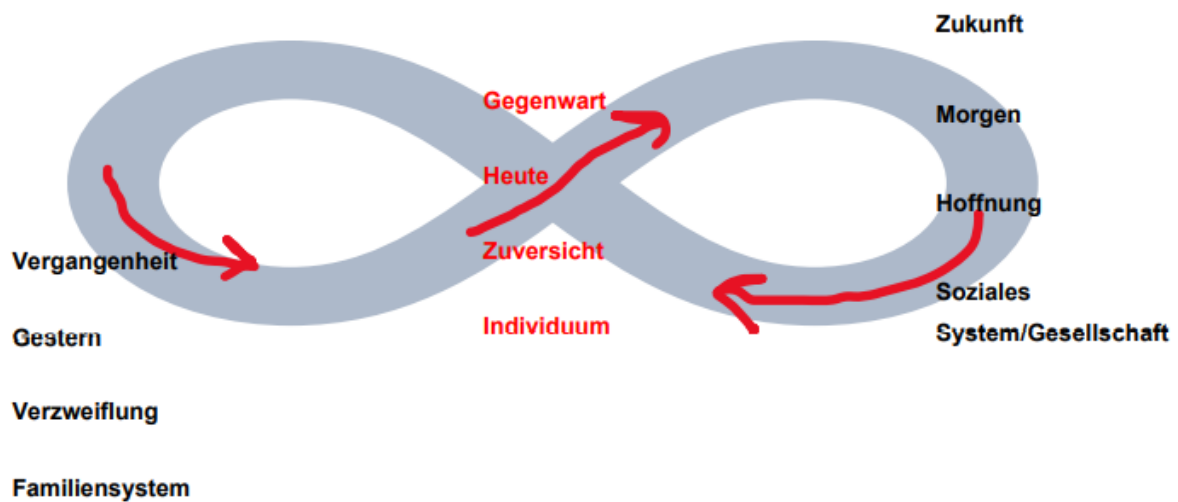 Vergangenheit
Gestern
Verzweiflung
Familiensystem
Gegenwart
Heute
Zuversicht
Individuum
Zukunft
Morgen
Hoffnung
Soziales
System/Gesellschaft